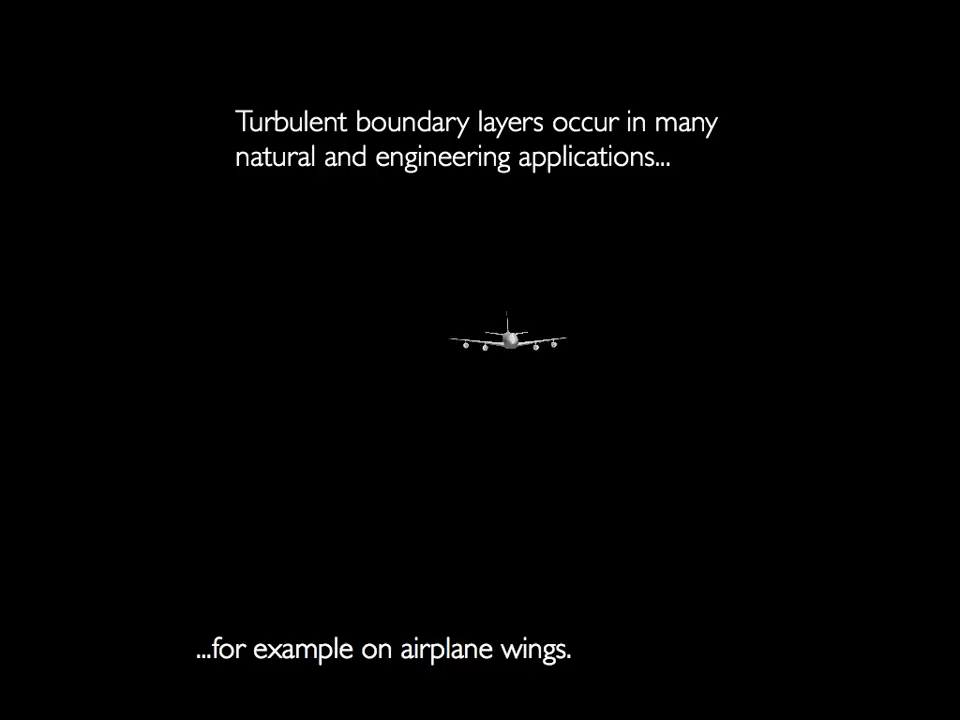 Turbulent boundary layers occur in many
natural and engineering applications...
...for example on airplane wings.